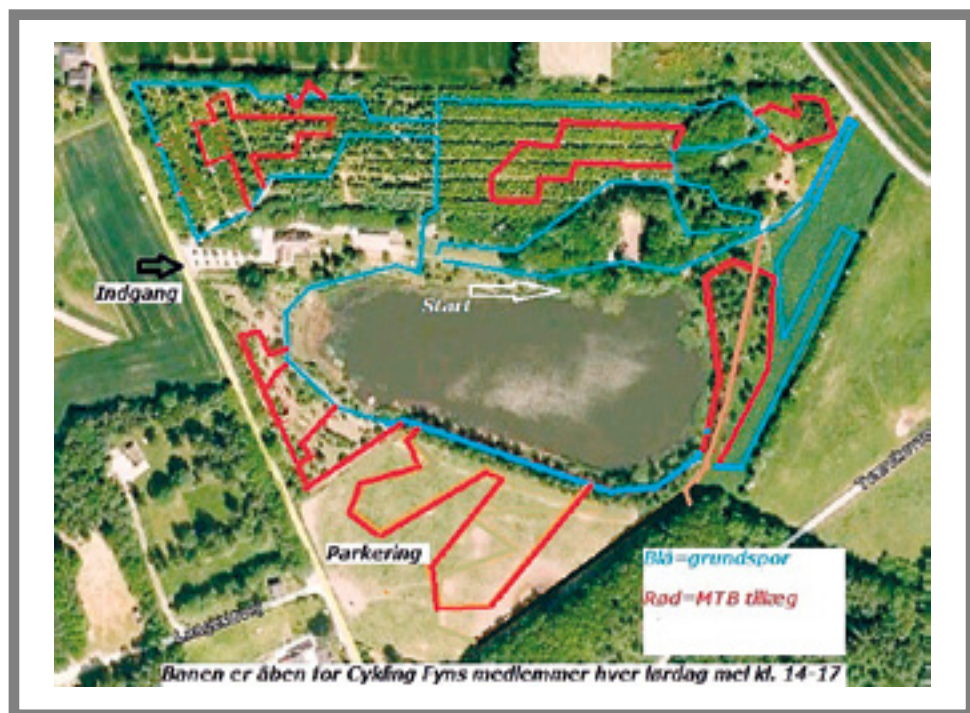 Indgang
Start
Parkering
Blå=grundspor
Rød=MTB tillæg
Banen er åben for Cykling Fyns medlemmer hver lørdag mel kl. 14-17